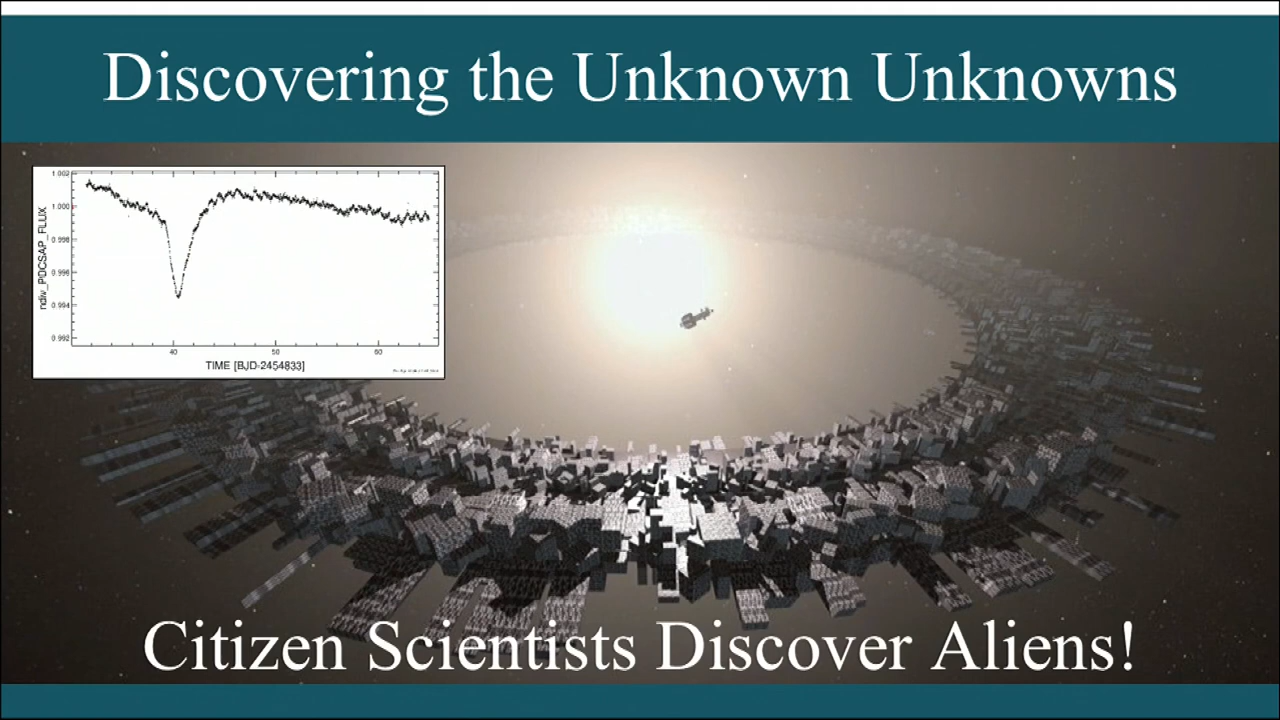 Discovering the Unknown Unknowns
1.002
1.000
0.998
0.996
0.994
0.992
ndiv_PDCSAP_FLUX
40 50 60
TIME [BJD-2454833]
Citizen Scientists Discover Aliens!